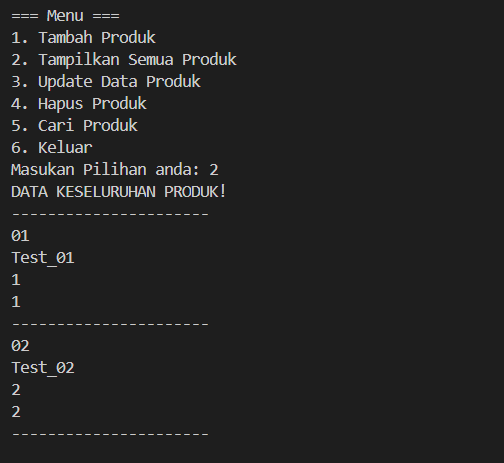 === Menu ===
1. Tambah Produk
2. Tampilkan Semua Produk
3. Update Data Produk
4. Hapus Produk
5. Cari Produk
6. Keluar
Masukan Pilihan anda: 2
DATA KESELURUHAN PRODUK!
----------------------
01
Test_01
1
1
----------------------
02
Test_02
2
2
----------------------